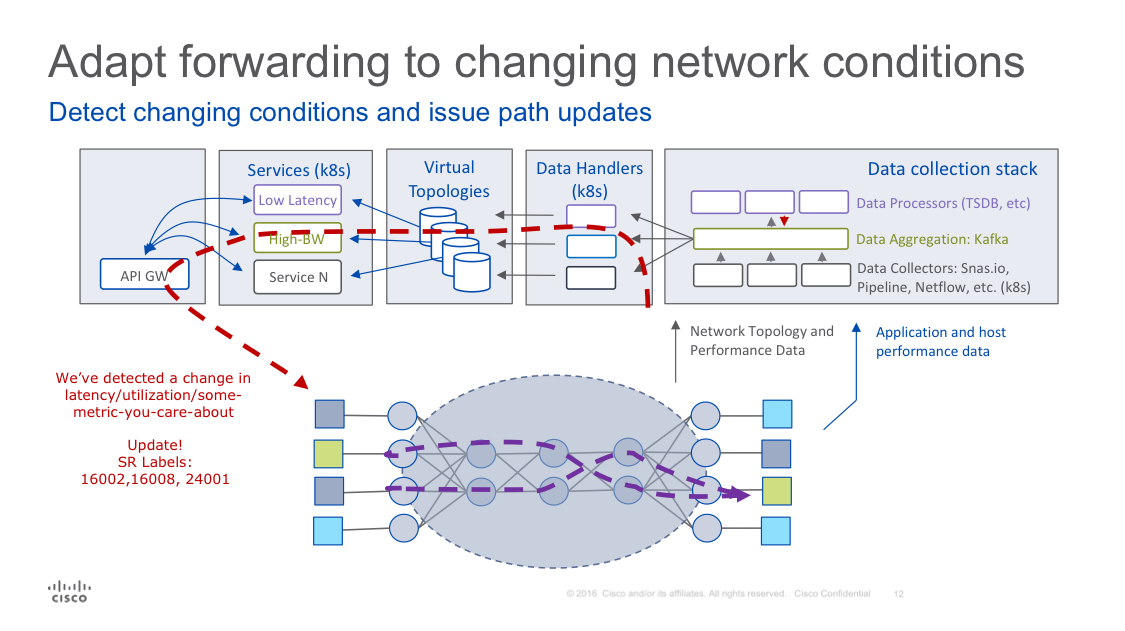 Adapt forwarding to changing network conditions
Detect changing conditions and issue path updates
API GW
Services (k8s)
Low Latency
High-BW
Service N
Virtual
Topologies
Data Handlers
(k8s)
Data collection stack
Data Processors (TSDB, etc)
Data Aggregation: Kafka
Data Collectors: Snas.io,
Pipeline, Netflow, etc. (k8s)
Network Topology and
Performance Data
Application and host
performance data
We’ve detected a change in
latency/utilization/some-
metric-you-care-about
Update!
SR Labels:
16002,16008, 24001
CISCO
© 2016 Cisco and/or its affiliates. All rights reserved. Cisco Confidential
12